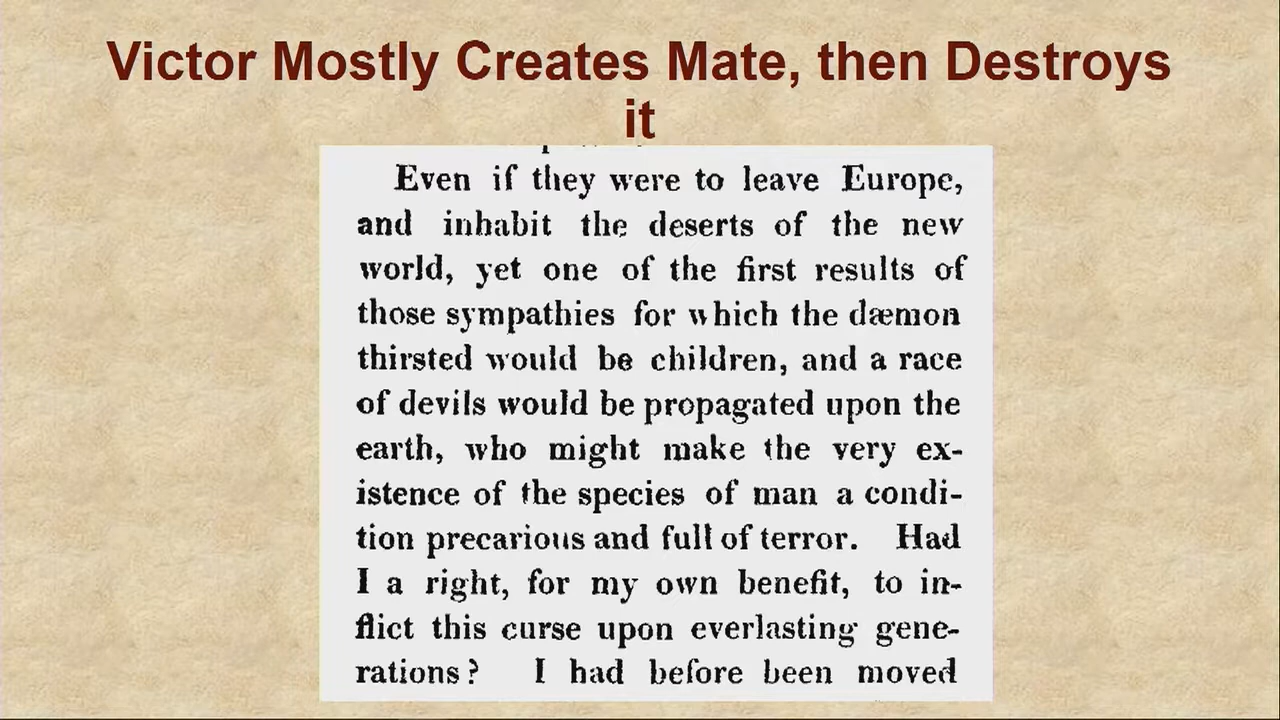 Victor Mostly Creates Mate, then Destroys
it
Even if they were to leave Europe,
and inhabit the deserts of the new
world, yet one of the first results of
those sympathies for which the dæmon
thirsted would be children, and a race
of devils would be propagated upon the
earth, who might make the very ex-
istence of the species of man a condi-
tion precarious and full of terror. Had
I a right, for my own benefit, to in-
flict this curse upon everlasting gene-
rations? I had before been moved